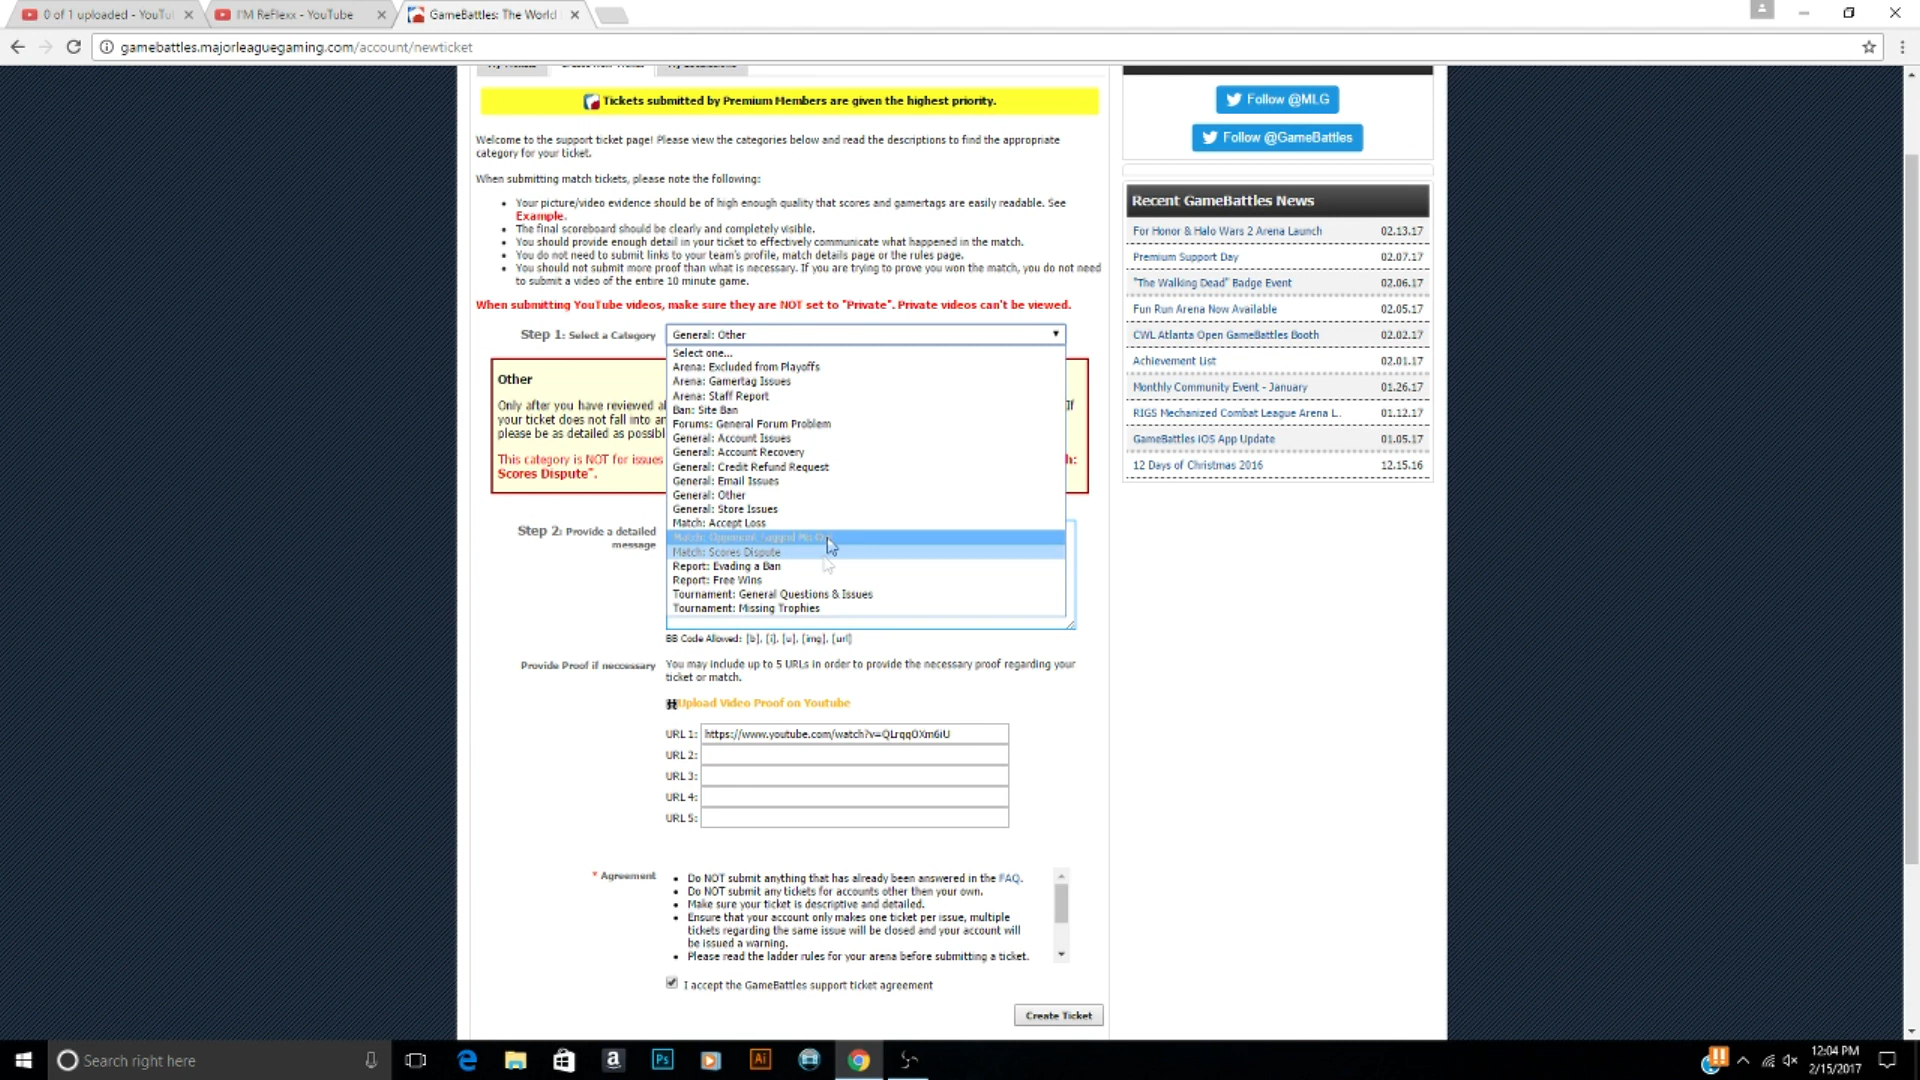 0 of 1 uploaded - YouTu
I'M ReFlexx - YouTube
GameBattles: The World
gamebattles.majorleaguegaming.com/account/newticket
Tickets submitted by Premium Members are given the highest priority.
Welcome to the support ticket page! Please view the categories below and read the descriptions to find the appropriate
category for your ticket.
When submitting match tickets, please note the following:
Your picture/video evidence should be of high enough quality that scores and gamertags are easily readable. See
Example.
The final scoreboard should be clearly and completely visible.
You should provide enough detail in your ticket to effectively communicate what happened in the match.
You do not need to submit links to your team's profile, match details page or the rules page.
You should not submit more proof than what is necessary. If you are trying to prove you won the match, you do not need
to submit a video of the entire 10 minute game.
When submitting YouTube videos, make sure they are NOT set to "Private". Private videos can't be viewed.
Step 1: Select a Category
General: Other
Select one...
Arena: Excluded from Playoffs
Arena: Gamertag Issues
Arena: Staff Report
Ban: Site Ban
Forums: General Forum Problem
General: Account Issues
General: Account Recovery
General: Credit Refund Request
General: Email Issues
General: Other
General: Store Issues
Match: Accept Loss
Match: Opponent
Match: Scores Dispute
Report: Evading a Ban
Report: Free Wins
Tournament: General Questions & Issues
Tournament: Missing Trophies
Other
Only after you have reviewed
If
your ticket does not fall into
please be as detailed as possibl
This category is NOT for issues
h:
Scores Dispute".
Step 2: Provide a detailed
message
BB Code Allowed: [b], [i], [u], [img], [url]
Provide Proof if neccessary
You may include up to 5 URLs in order to provide the necessary proof regarding your
ticket or match.
Upload Video Proof on Youtube
URL 1: https://www.youtube.com/watch?v=QLrqqOXm6iU
URL 2:
URL 3:
URL 4:
URL 5:
* Agreement
Do NOT submit anything that has already been answered in the FAQ.
Do NOT submit any tickets for accounts other then your own.
Make sure your ticket is descriptive and detailed.
Ensure that your account only makes one ticket per issue, multiple
tickets regarding the same issue will be closed and your account will
be issued a warning.
Please read the ladder rules for your arena before submitting a ticket.
I accept the GameBattles support ticket agreement
Create Ticket
Follow @MLG
Follow @GameBattles
Recent GameBattles News
For Honor & Halo Wars 2 Arena Launch 02.13.17
Premium Support Day 02.07.17
"The Walking Dead" Badge Event 02.06.17
Fun Run Arena Now Available 02.05.17
CWL Atlanta Open GameBattles Booth 02.02.17
Achievement List 02.01.17
Monthly Community Event - January 01.26.17
RIGS Mechanized Combat League Arena L.. 01.12.17
GameBattles iOS App Update 01.05.17
12 Days of Christmas 2016 12.15.16
Search right here
Ps
Ai
12:04 PM
2/15/2017